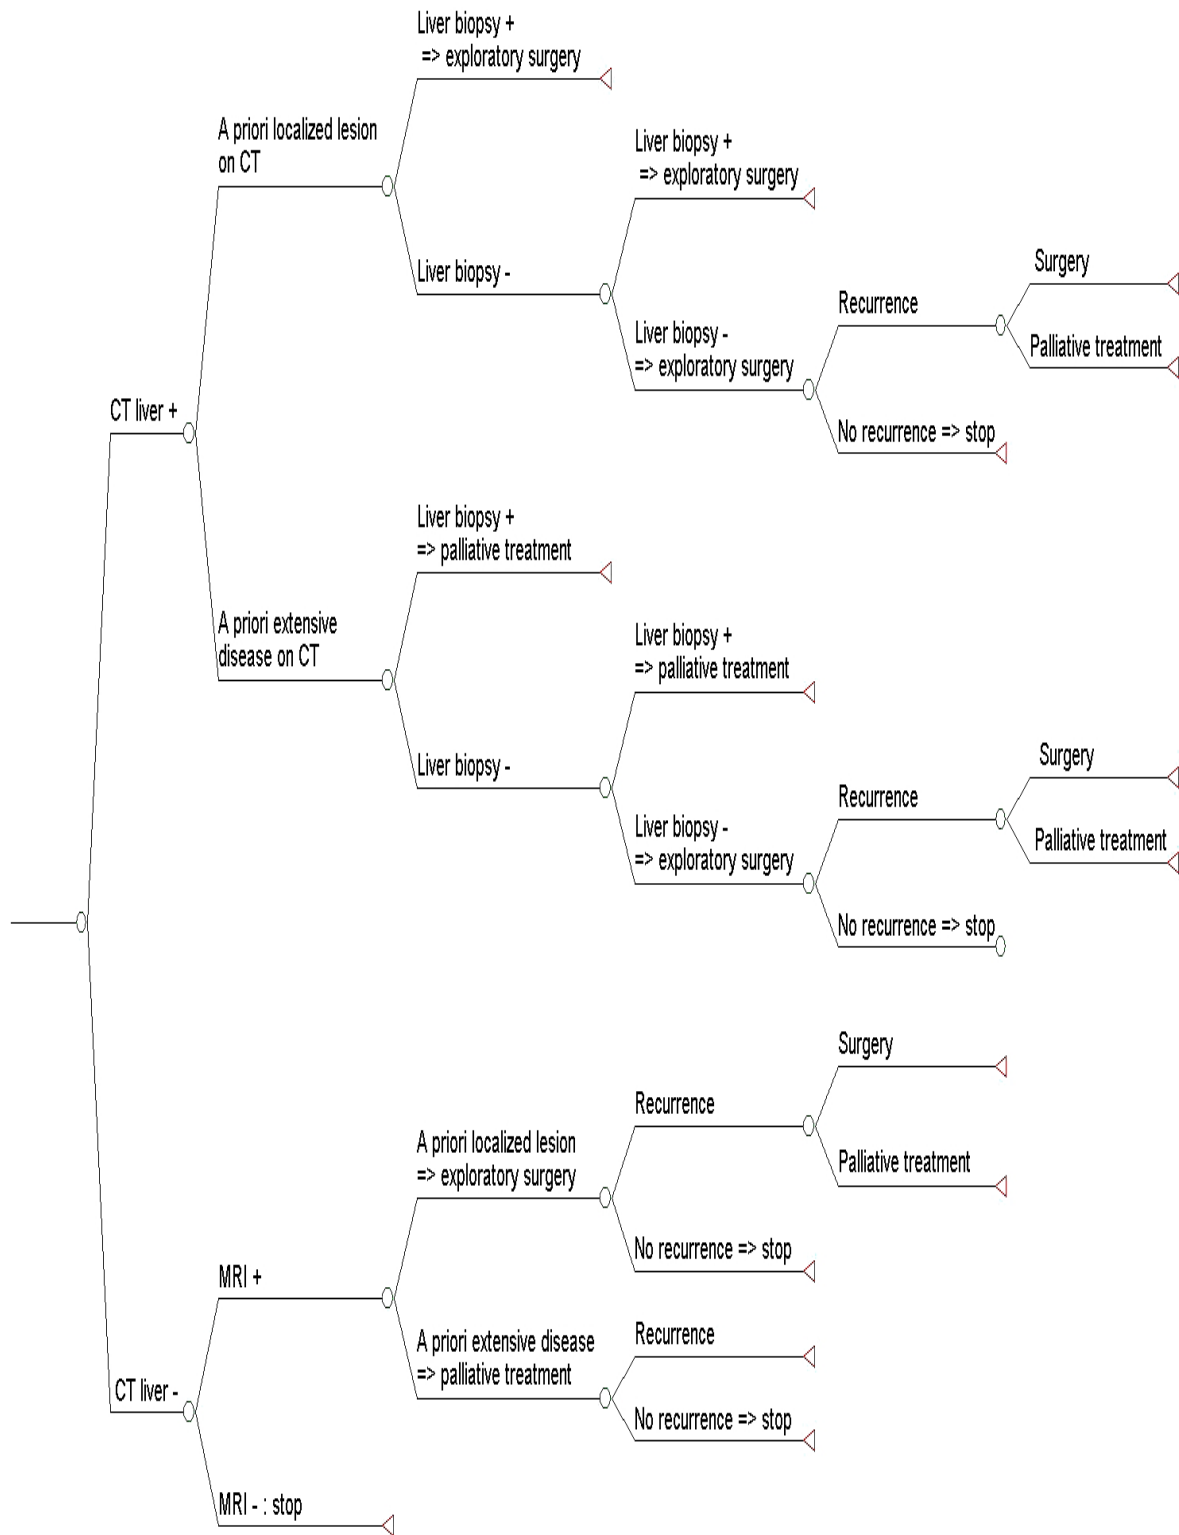 Liver biopsy +
=> exploratory surgery
A priori localized lesion
on CT
Liver biopsy +
=> exploratory surgery
Liver biopsy -
Surgery
Recurrence
Liver biopsy -
=> exploratory surgery
Palliative treatment
CT liver +
No recurrence => stop
Liver biopsy +
=> palliative treatment
A priori extensive
disease on CT
Liver biopsy +
=> palliative treatment
Liver biopsy -
Surgery
Recurrence
Liver biopsy -
=> exploratory surgery
Palliative treatment
No recurrence => stop
Surgery
Recurrence
A priori localized lesion
=> exploratory surgery
Palliative treatment
No recurrence => stop
MRI +
A priori extensive disease
=> palliative treatment
Recurrence
CT liver -
No recurrence => stop
MRI - : stop